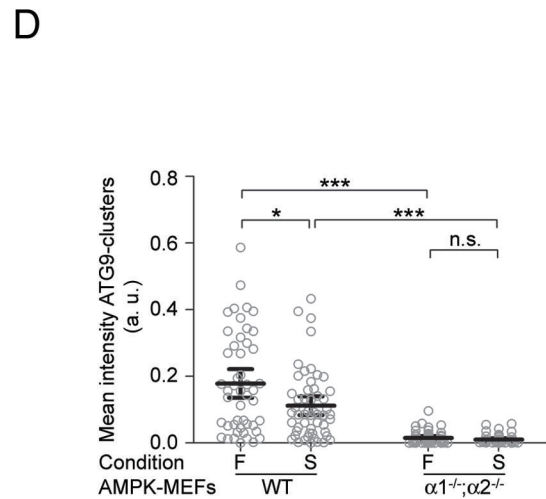 D
Mean intensity ATG9-clusters
(a. u.)
0.8
0.6
0.4
0.2
0.0
***
*
***
n.s.
Condition F S F S
AMPK-MEFs WT α1-/-;α2-/-